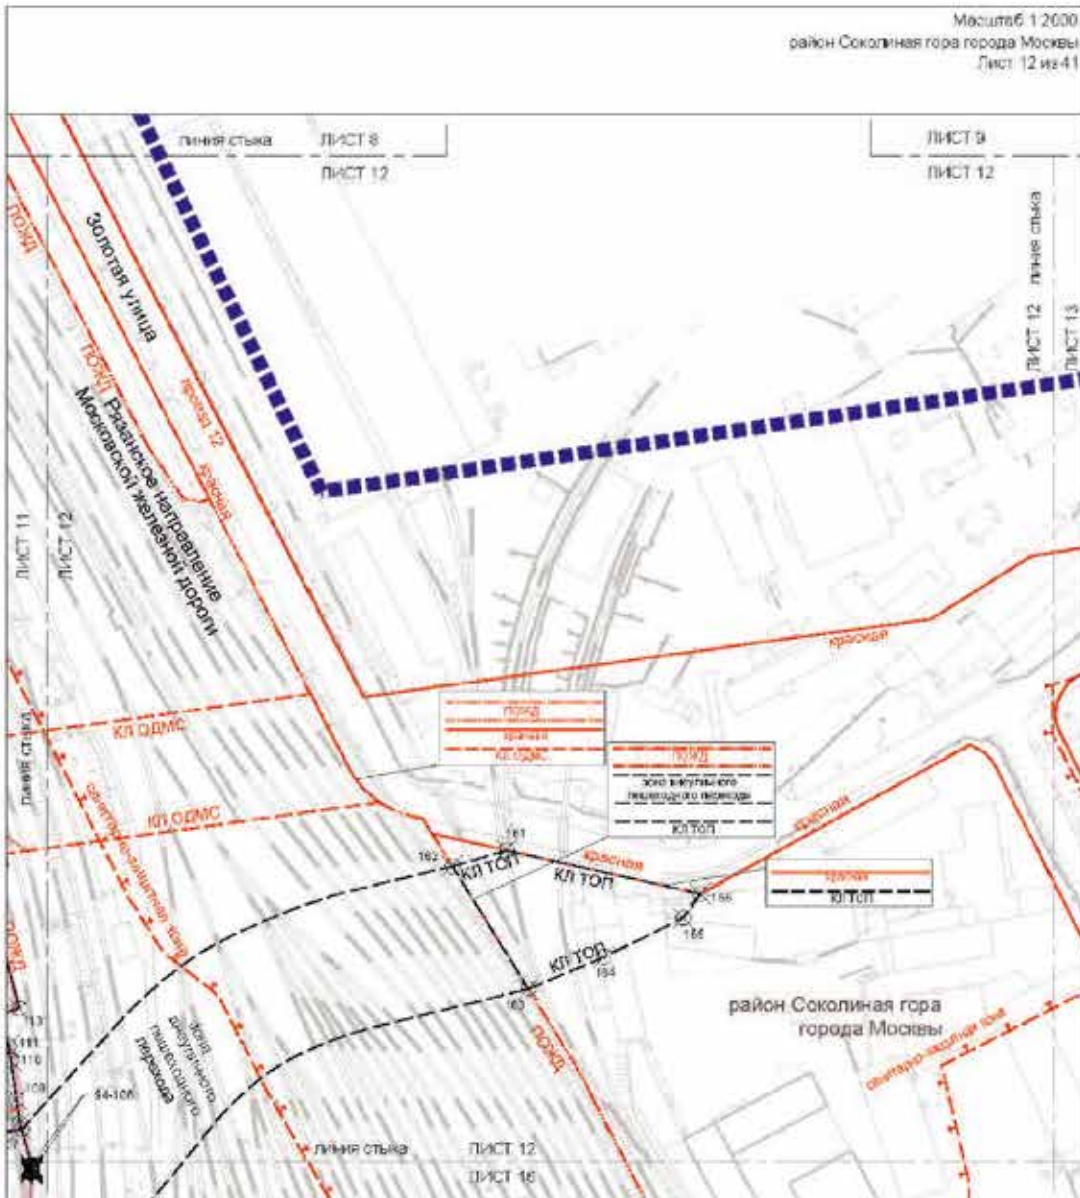 Масштаб 1:2000
район Соколиная гора города Москвы
Лист 12 из 41
линия стыка
ЛИСТ 8
ЛИСТ 12
ЛИСТ 9
ЛИСТ 12
линия стыка
ЛИСТ 12
ЛИСТ 13
ПОЖД
Золотая улица
ПОЖД
проезд 12
красная
Рязанское направление
Московской железной дороги
ЛИСТ 11
ЛИСТ 12
линия стыка
красная
КЛ ОДМС
КЛ ОДМС
ПОЖД
красная
КЛ ОДМС
ПОЖД
зона внеуличного
пешеходного перехода
КЛ ТОП
санитарно-защитная зона
красная
красная
161
162
КЛ ТОП
КЛ ТОП
красная
КЛ ТОП
КЛ ТОП
164
163
ПОЖД
ПОЖД
район Соколиная гора
города Москвы
санитарно-защитная зона
зона
внеуличного
пешеходного
перехода
линия стыка
ЛИСТ 12
ЛИСТ 16